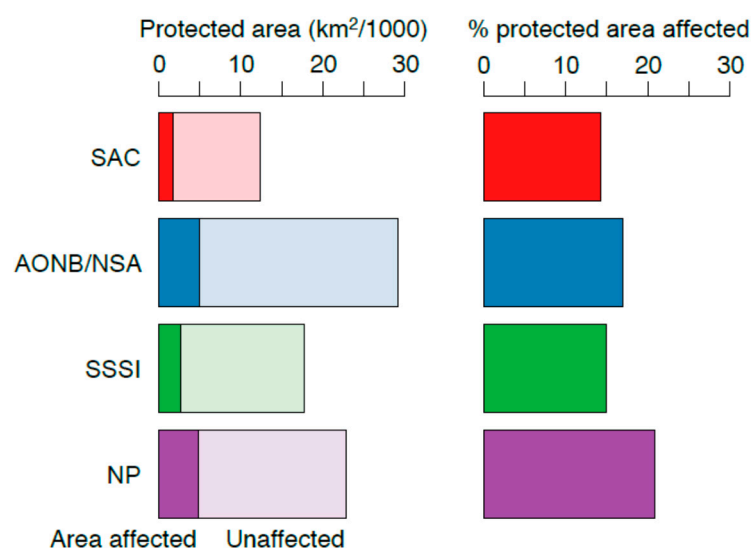 Protected area (km²/1000)
% protected area affected
0 10 20 30
0 10 20 30
SAC
AONB/NSA
SSSI
NP
Area affected
Unaffected